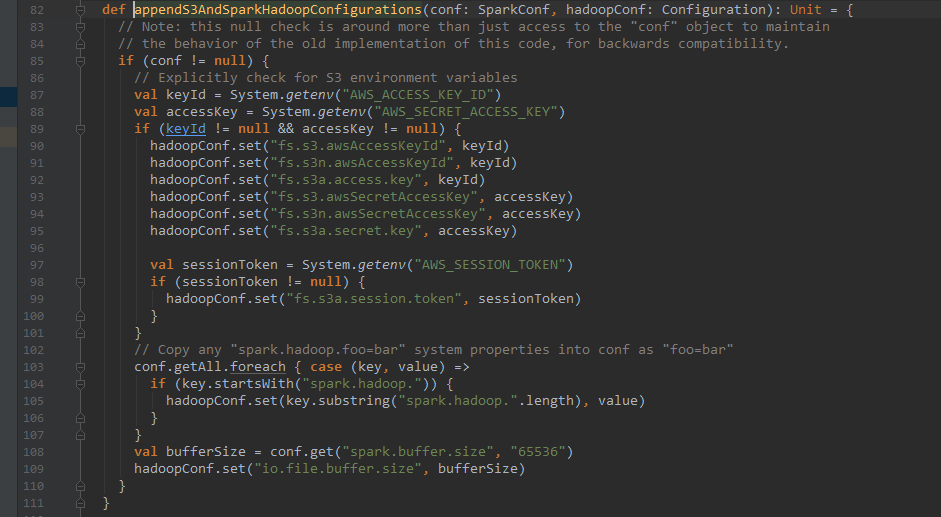 82 def appendS3AndSparkHadoopConfigurations(conf: SparkConf, hadoopConf: Configuration): Unit = {
83 // Note: this null check is around more than just access to the "conf" object to maintain
84 // the behavior of the old implementation of this code, for backwards compatibility.
85 if (conf != null) {
86 // Explicitly check for S3 environment variables
87 val keyId = System.getenv("AWS_ACCESS_KEY_ID")
88 val accessKey = System.getenv("AWS_SECRET_ACCESS_KEY")
89 if (keyId != null && accessKey != null) {
90 hadoopConf.set("fs.s3.awsAccessKeyId", keyId)
91 hadoopConf.set("fs.s3n.awsAccessKeyId", keyId)
92 hadoopConf.set("fs.s3a.access.key", keyId)
93 hadoopConf.set("fs.s3.awsSecretAccessKey", accessKey)
94 hadoopConf.set("fs.s3n.awsSecretAccessKey", accessKey)
95 hadoopConf.set("fs.s3a.secret.key", accessKey)
96
97 val sessionToken = System.getenv("AWS_SESSION_TOKEN")
98 if (sessionToken != null) {
99 hadoopConf.set("fs.s3a.session.token", sessionToken)
100 }
101 }
102 // Copy any "spark.hadoop.foo=bar" system properties into conf as "foo=bar"
103 conf.getAll.foreach { case (key, value) =>
104 if (key.startsWith("spark.hadoop.")) {
105 hadoopConf.set(key.substring("spark.hadoop.".length), value)
106 }
107 }
108 val bufferSize = conf.get("spark.buffer.size", "65536")
109 hadoopConf.set("io.file.buffer.size", bufferSize)
110 }
111 }